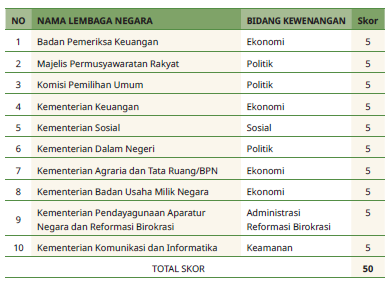 NO NAMA LEMBAGA NEGARA BIDANG KEWENANGAN Skor
1 Badan Pemeriksa Keuangan Ekonomi 5
2 Majelis Permusyawaratan Rakyat Politik 5
3 Komisi Pemilihan Umum Politik 5
4 Kementerian Keuangan Ekonomi 5
5 Kementerian Sosial Sosial 5
6 Kementerian Dalam Negeri Politik 5
7 Kementerian Agraria dan Tata Ruang/BPN Ekonomi 5
8 Kementerian Badan Usaha Milik Negara Ekonomi 5
9 Kementerian Pendayagunaan Aparatur Administrasi 5
Negara dan Reformasi Birokrasi Reformasi Birokrasi
10 Kementerian Komunikasi dan Informatika Keamanan 5
TOTAL SKOR 50